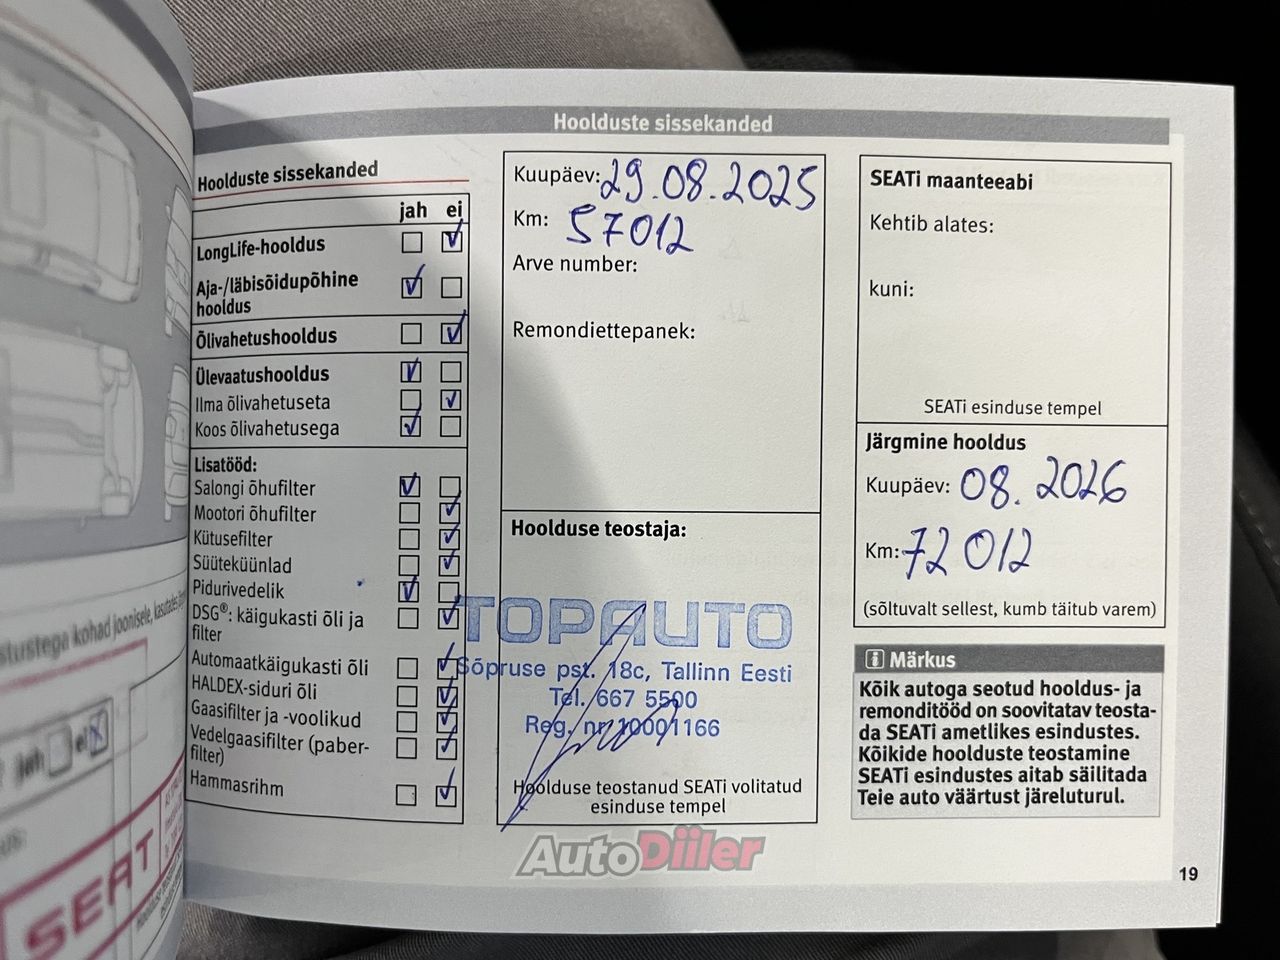 Hoolduste sissekanded
Hoolduste sissekanded
jah ei
LongLife-hooldus
Aja-/läbisõidupõhine
hooldus
Õlivahetushooldus
Ülevaatushooldus
Ilma õlivahetuseta
Koos õlivahetusega
Lisatööd:
Salongi õhufilter
Mootori õhufilter
Kütusefilter
Süüteküünlad
Pidurivedelik
DSG®: käigukasti õli ja
filter
Automaatkäigukasti õli
HALDEX-siduri õli
Gaasifilter ja -voolikud
Vedelgaasifilter (paber-
filter)
Hammasrihm
Kuupäev: 29.08.2025
Km: 57012
Arve number:
Remondiettepanek:
Hoolduse teostaja:
TOPAUTO
Sõpruse pst. 18c, Tallinn Eesti
Tel. 667 5500
Reg. nr 10001166
Hoolduse teostanud SEATi volitatud
esinduse tempel
SEATi maanteeabi
Kehtib alates:
kuni:
SEATi esinduse tempel
Järgmine hooldus
Kuupäev: 08.2026
Km: 72012
(sõltuvalt sellest, kumb täitub varem)
i Märkus
Kõik autoga seotud hooldus- ja
remonditööd on soovitatav teosta-
da SEATi ametlikes esindustes.
Kõikide hoolduste teostamine
SEATi esindustes aitab säilitada
Teie auto väärtust järeluturul.
19
kohad joonisele,
jah ei
SEAT
AutoDiiler